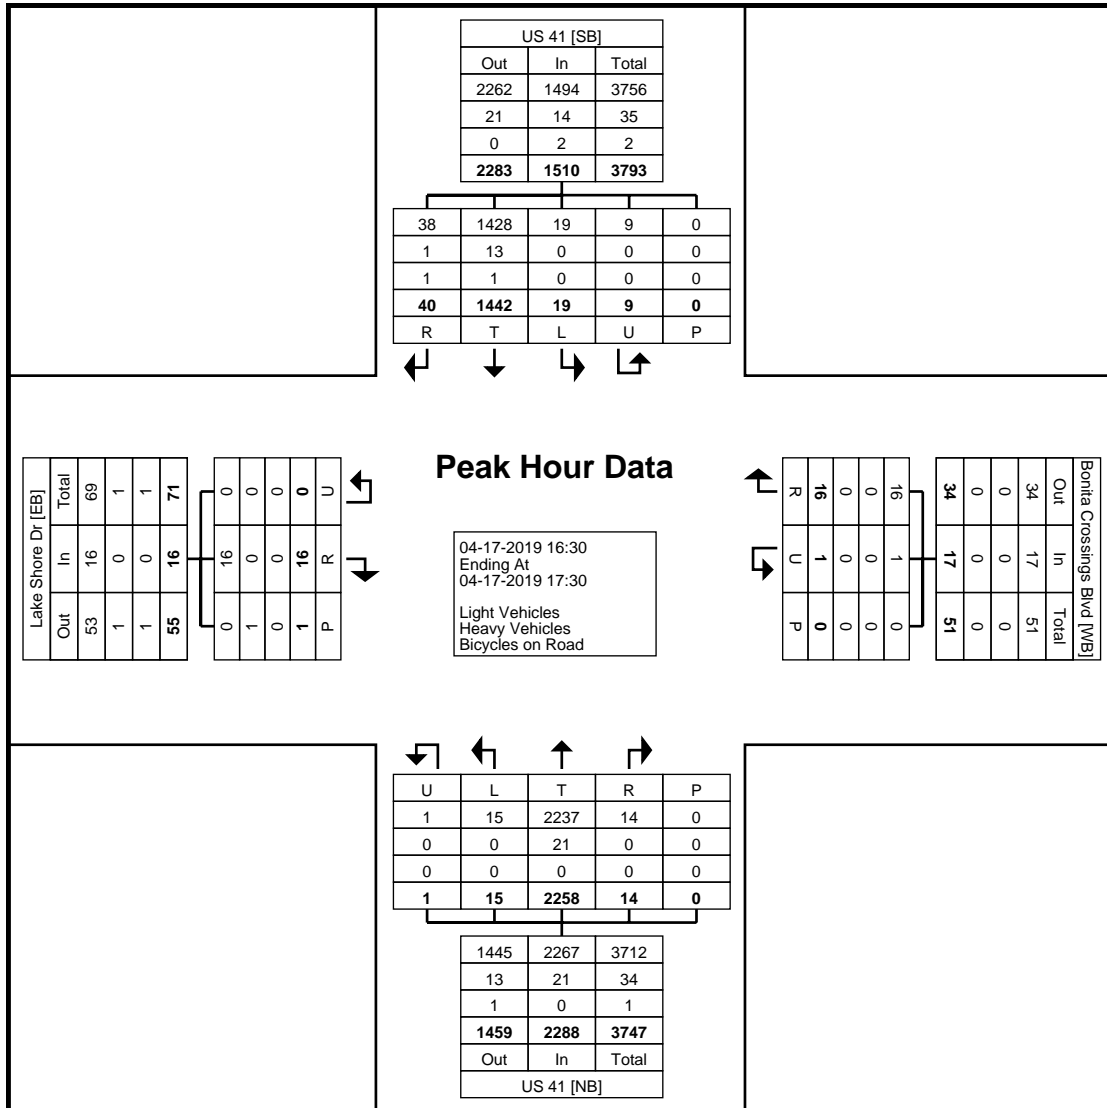 US 41 [SB]
Out In Total
2262 1494 3756
21 14 35
0 2 2
2283 1510 3793
38 1428 19 9 0
1 13 0 0 0
1 1 0 0 0
40 1442 19 9 0
R T L U P
Peak Hour Data
04-17-2019 16:30
Ending At
04-17-2019 17:30
Light Vehicles
Heavy Vehicles
Bicycles on Road
Lake Shore Dr [EB]
Total In Out
69 16 53
1 0 1
1 0 1
71 16 55
0 16 0
0 0 1
0 0 0
0 16 1
U R P
Bonita Crossings Blvd [WB]
Out In Total
34 17 51
0 0 0
0 0 0
34 17 51
16 1 0
0 0 0
0 0 0
16 1 0
R U P
U L T R P
1 15 2237 14 0
0 0 21 0 0
0 0 0 0 0
1 15 2258 14 0
1445 2267 3712
13 21 34
1 0 1
1459 2288 3747
Out In Total
US 41 [NB]